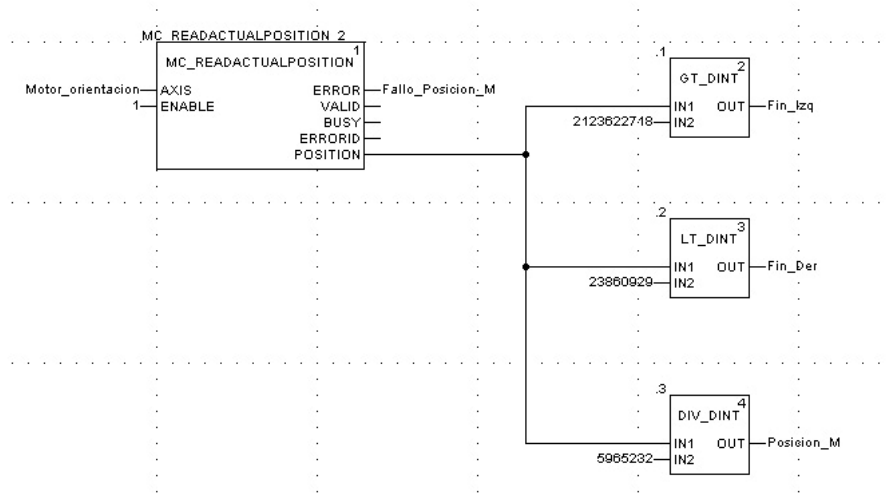 MC_READACTUALPOSITION_2
1
MC_READACTUALPOSITION
Motor_orientacion AXIS ERROR Fallo_Posicion_M
1 ENABLE VALID
BUSY
ERRORID
POSITION
.1
2
GT_DINT
IN1 OUT Fin_Izq
2123622718 IN2
.2
3
LT_DINT
IN1 OUT Fin_Der
23860929 IN2
.3
4
DIV_DINT
IN1 OUT Posision_M
5965232 IN2